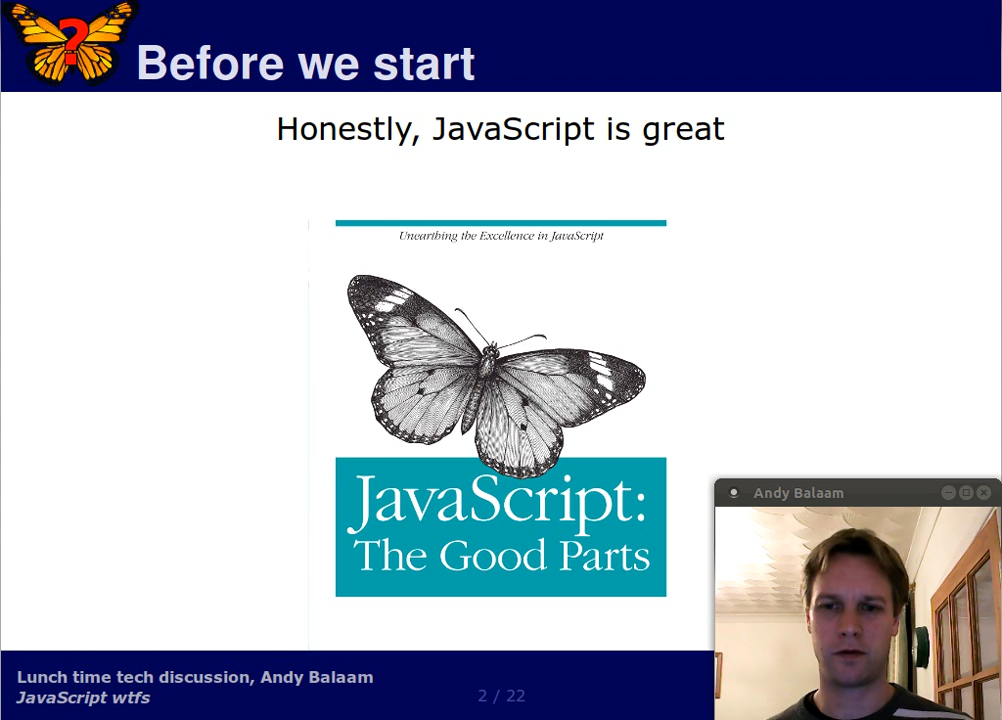 ?
Before we start
Honestly, JavaScript is great
Unearthing the Excellence in JavaScript
JavaScript:
The Good Parts
Andy Balaam
Lunch time tech discussion, Andy Balaam
JavaScript wtfs
2 / 22